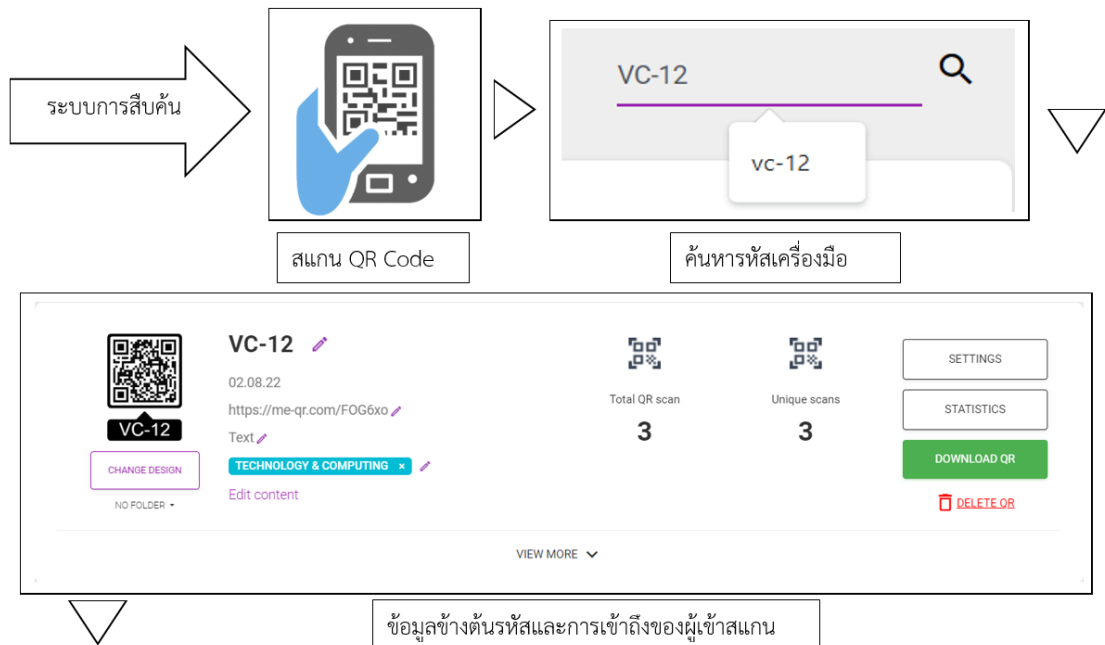 ระบบการสืบค้น
VC-12
vc-12
สแกน QR Code
ค้นหารหัสเครื่องมือ
VC-12
CHANGE DESIGN
NO FOLDER
VC-12
02.08.22
https://me-qr.com/FOG6xo
Text
TECHNOLOGY & COMPUTING ×
Edit content
Total QR scan
3
Unique scans
3
SETTINGS
STATISTICS
DOWNLOAD QR
DELETE QR
VIEW MORE
ข้อมูลข้างต้นรหัสและการเข้าถึงของผู้เข้าสแกน